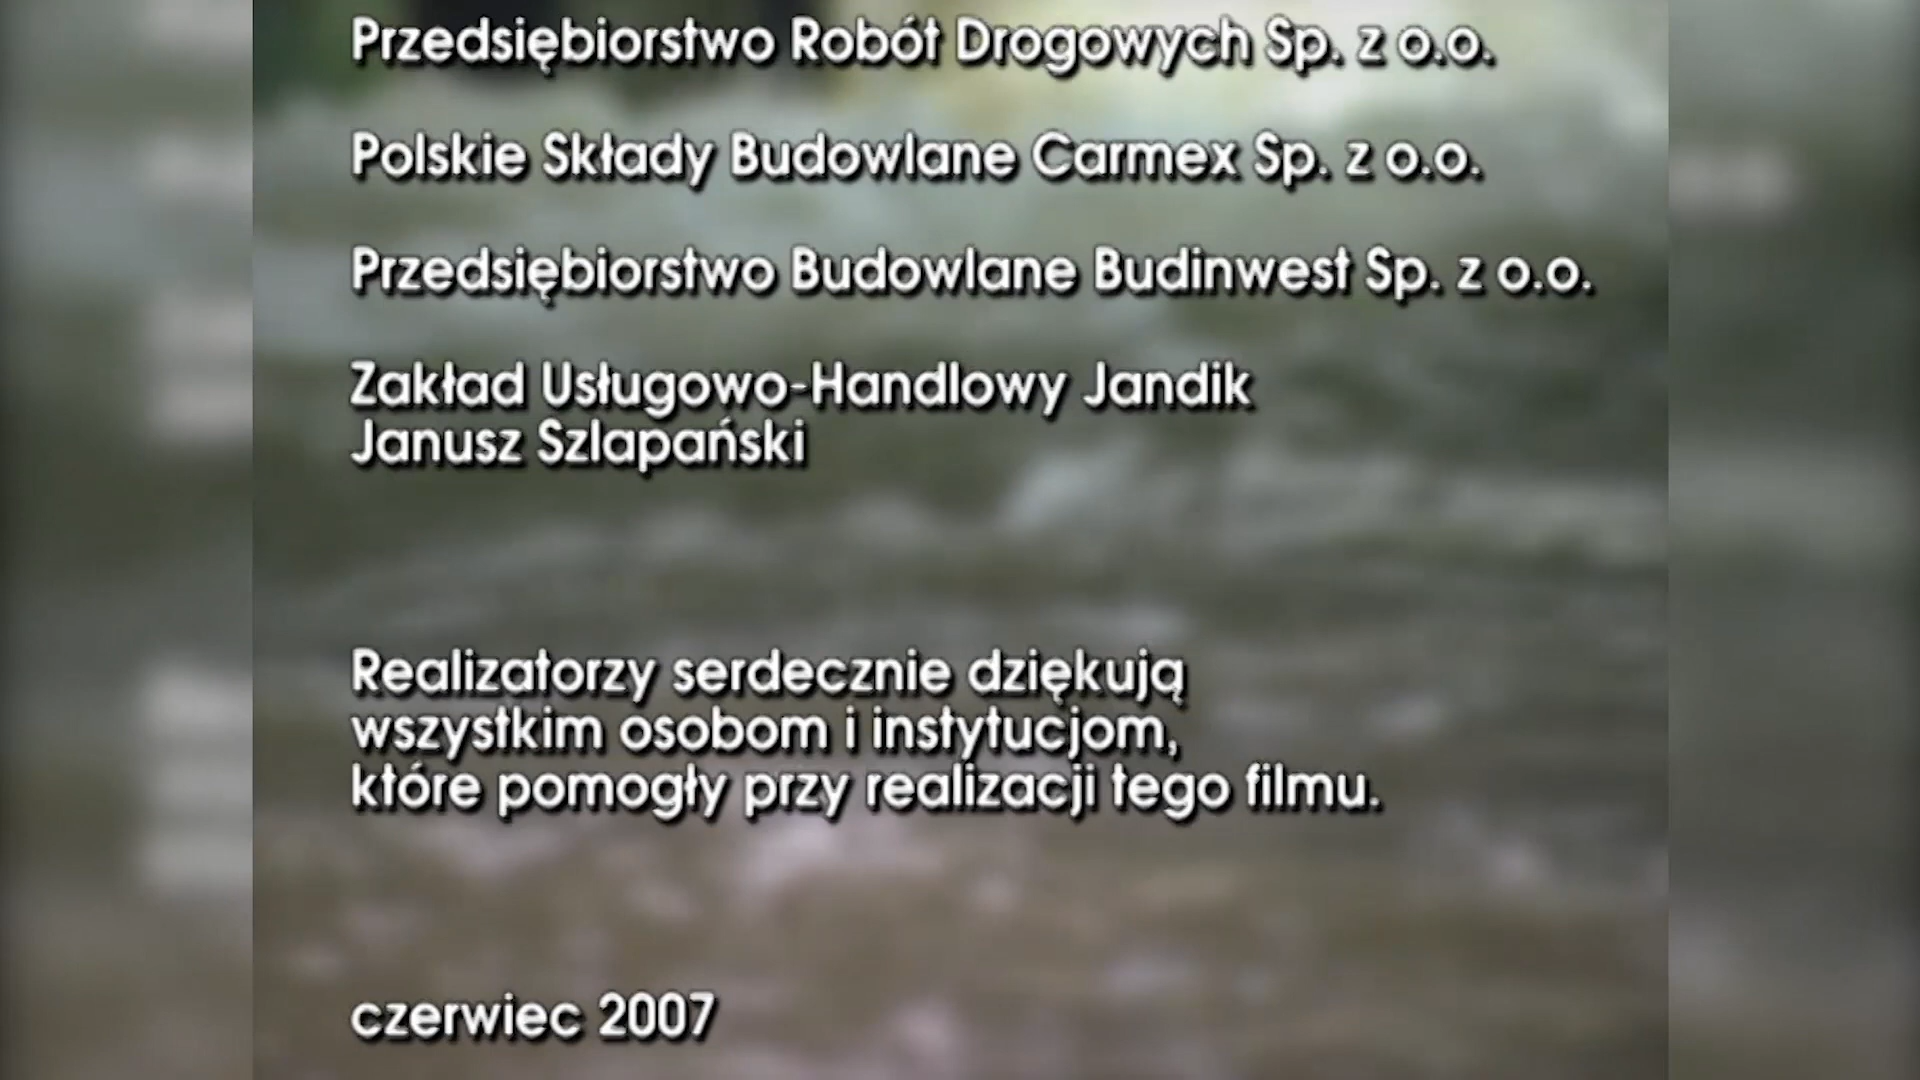 Przedsiębiorstwo Robót Drogowych Sp. z o.o.
Polskie Składy Budowlane Carmex Sp. z o.o.
Przedsiębiorstwo Budowlane Budinwest Sp. z o.o.
Zakład Usługowo-Handlowy Jandik
Janusz Szlapański
Realizatorzy serdecznie dziękują
wszystkim osobom i instytucjom,
które pomogły przy realizacji tego filmu.
czerwiec 2007